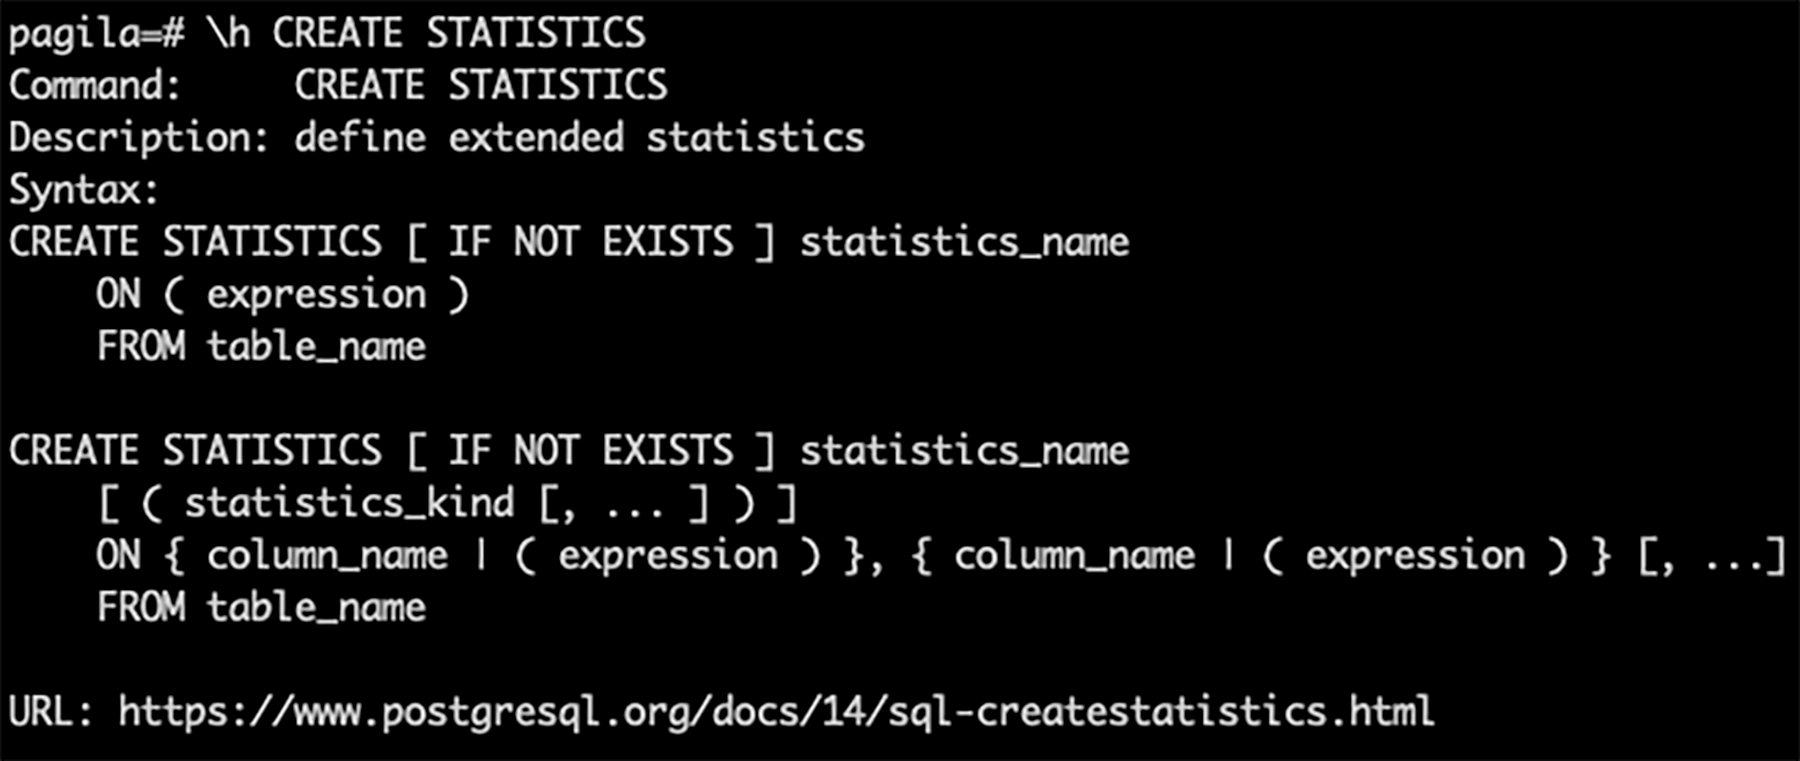 pagila=# \h CREATE STATISTICS
Command:     CREATE STATISTICS
Description: define extended statistics
Syntax:
CREATE STATISTICS [ IF NOT EXISTS ] statistics_name
    ON ( expression )
    FROM table_name

CREATE STATISTICS [ IF NOT EXISTS ] statistics_name
    [ ( statistics_kind [, ... ] ) ]
    ON { column_name | ( expression ) }, { column_name | ( expression ) } [, ...]
    FROM table_name

URL: https://www.postgresql.org/docs/14/sql-createstatistics.html